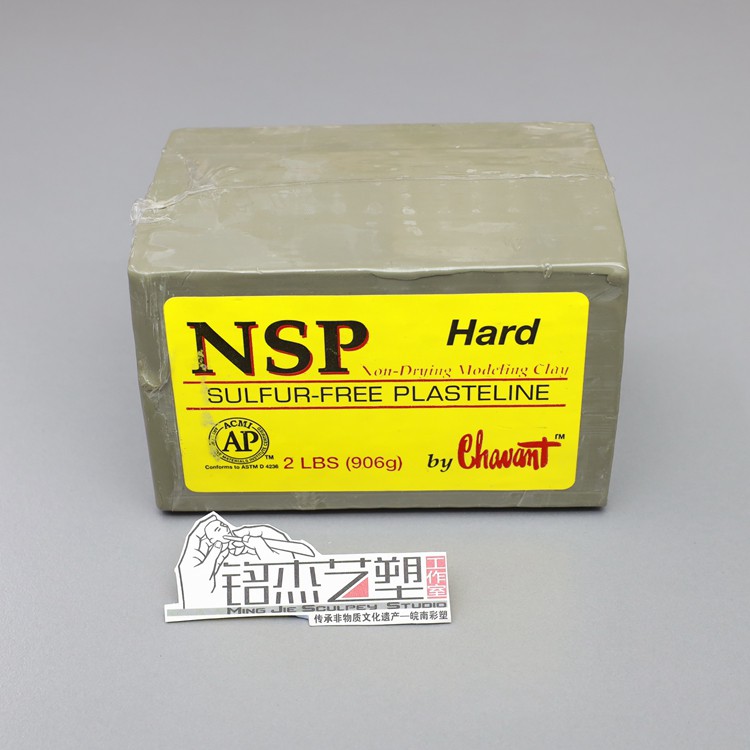 NSP Hard
Non-Drying Modeling Clay
SULFUR-FREE PLASTELINE
ACMI
AP
TM
Conforms to ASTM D 4236
2 LBS (906g)
by Chavant™
铭杰艺塑
工作室
MING JIE SCULPEY STUDIO
传承非物质文化遗产—皖南彩塑